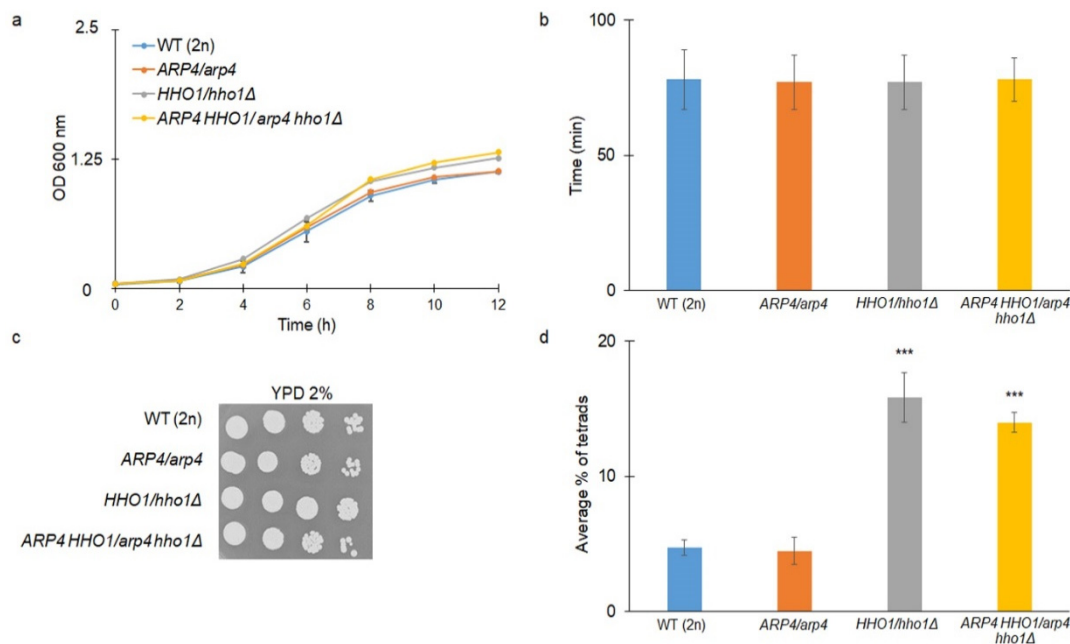 a
2.5
WT (2n)
ARP4/arp4
HHO1/hho1Δ
ARP4 HHO1/ arp4 hho1Δ
OD 600 nm
1.25
0
0 2 4 6 8 10 12
Time (h)
b
100
Time (min)
50
0
WT (2n) ARP4/arp4 HHO1/hho1Δ ARP4 HHO1/arp4
hho1Δ
c
YPD 2%
WT (2n)
ARP4/arp4
HHO1/hho1Δ
ARP4 HHO1/arp4 hho1Δ
d
20
***
***
Average % of tetrads
10
0
WT (2n) ARP4/arp4 HHO1/hho1Δ ARP4 HHO1/arp4
hho1Δ